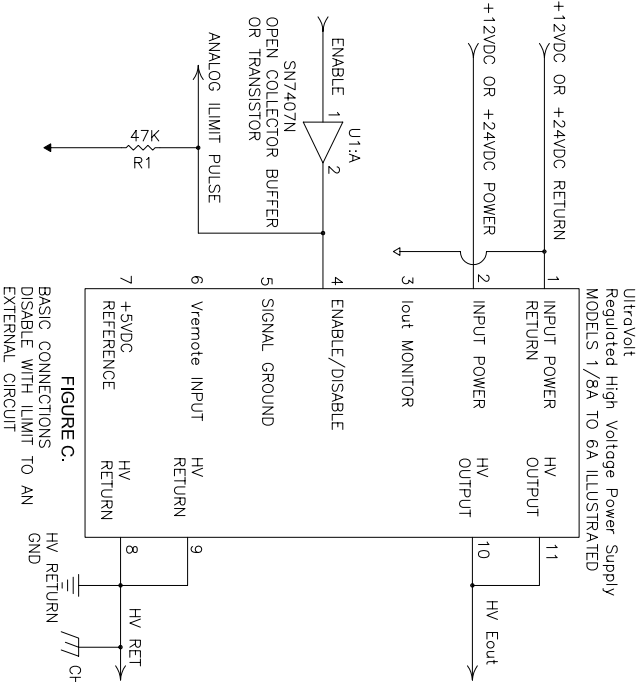 UltraVolt
Regulated High Voltage Power Supply
MODELS 1/8A TO 6A ILLUSTRATED
+12VDC OR +24VDC RETURN
+12VDC OR +24VDC POWER
ENABLE
1
U1:A
2
SN7407N
OPEN COLLECTOR BUFFER
OR TRANSISTOR
ANALOG ILIMIT PULSE
47K
R1
1
INPUT POWER
RETURN
2
INPUT POWER
3
Iout MONITOR
4
ENABLE/DISABLE
5
SIGNAL GROUND
6
Vremote INPUT
7
+5VDC
REFERENCE
HV
OUTPUT
11
HV
OUTPUT
10
HV
RETURN
9
HV
RETURN
8
HV Eout
HV RET
HV RETURN
GND
CH
FIGURE C.
BASIC CONNECTIONS
DISABLE WITH ILIMIT TO AN
EXTERNAL CIRCUIT